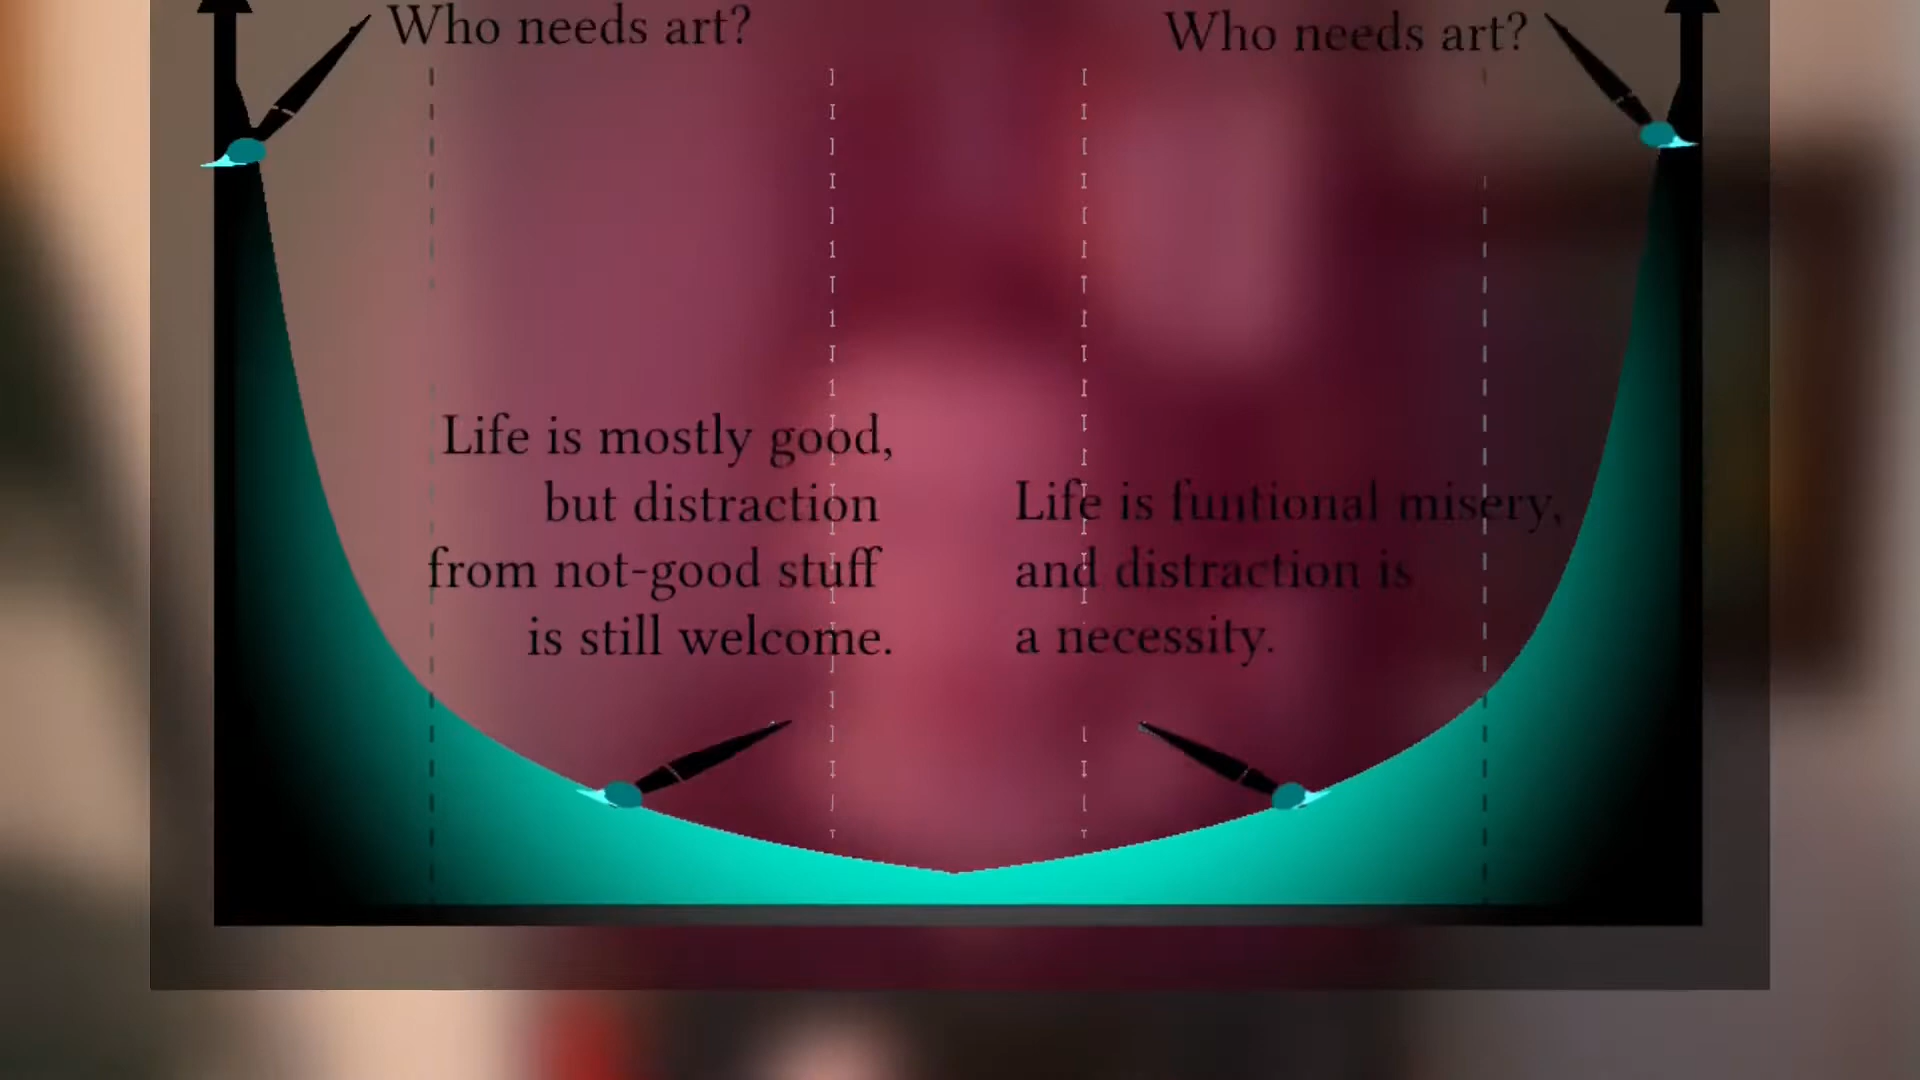 Who needs art?
Who needs art?
Life is mostly good,
but distraction
from not-good stuff
is still welcome.
Life is funtional misery,
and distraction is
a necessity.